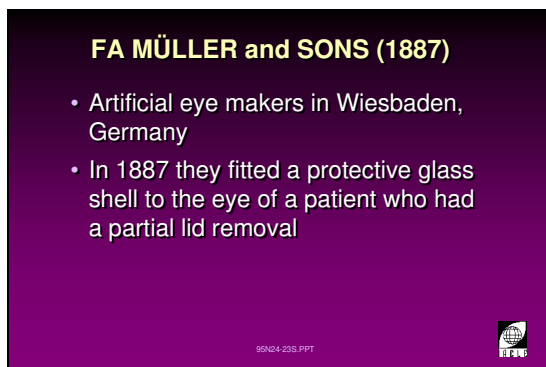 FA MÜLLER and SONS (1887)
• Artificial eye makers in Wiesbaden,
Germany
• In 1887 they fitted a protective glass
shell to the eye of a patient who had
a partial lid removal
95N24-23S.PPT
IACLE